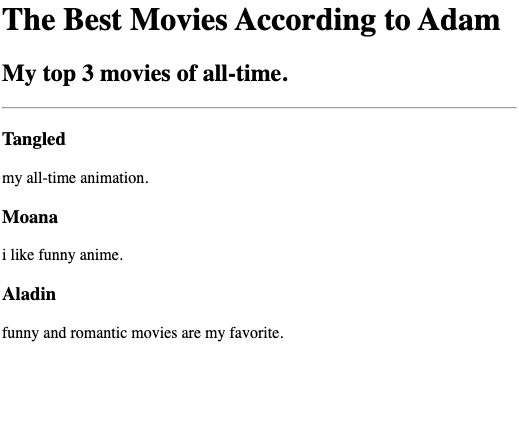 The Best Movies According to Adam
My top 3 movies of all-time.
Tangled
my all-time animation.
Moana
i like funny anime.
Aladin
funny and romantic movies are my favorite.